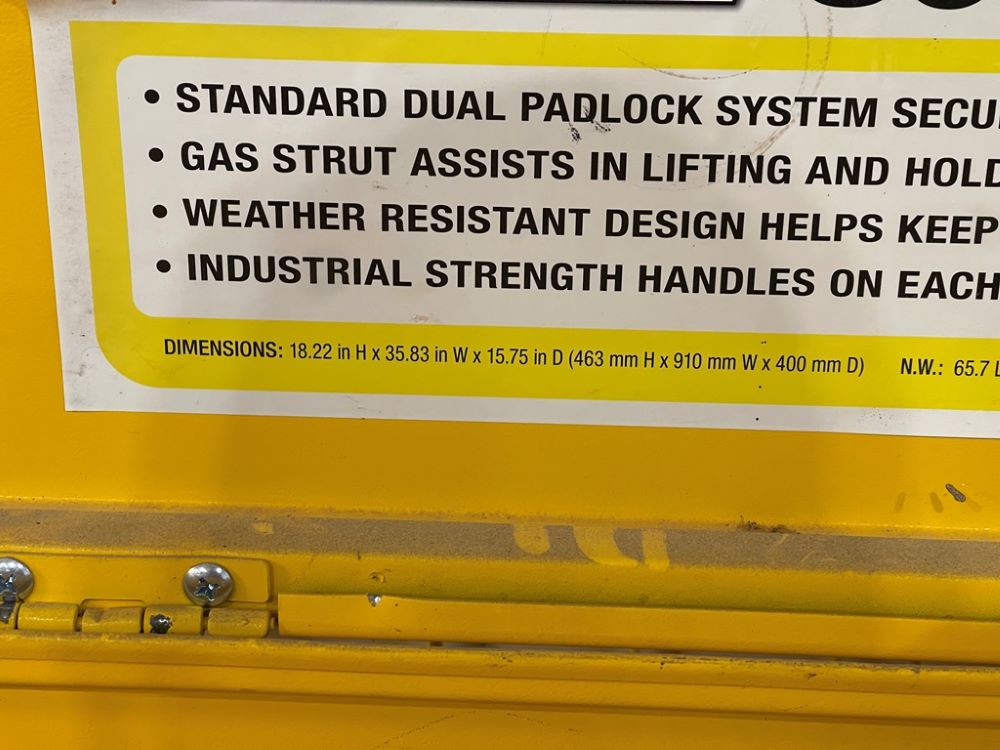 • STANDARD DUAL PADLOCK SYSTEM
• GAS STRUT ASSISTS IN LIFTING AND
• WEATHER RESISTANT DESIGN HELPS KEEP
• INDUSTRIAL STRENGTH HANDLES ON EACH
DIMENSIONS: 18.22 in H x 35.83 in W x 15.75 in D (463 mm H x 910 mm W x 400 mm D) N.W.: 65.7